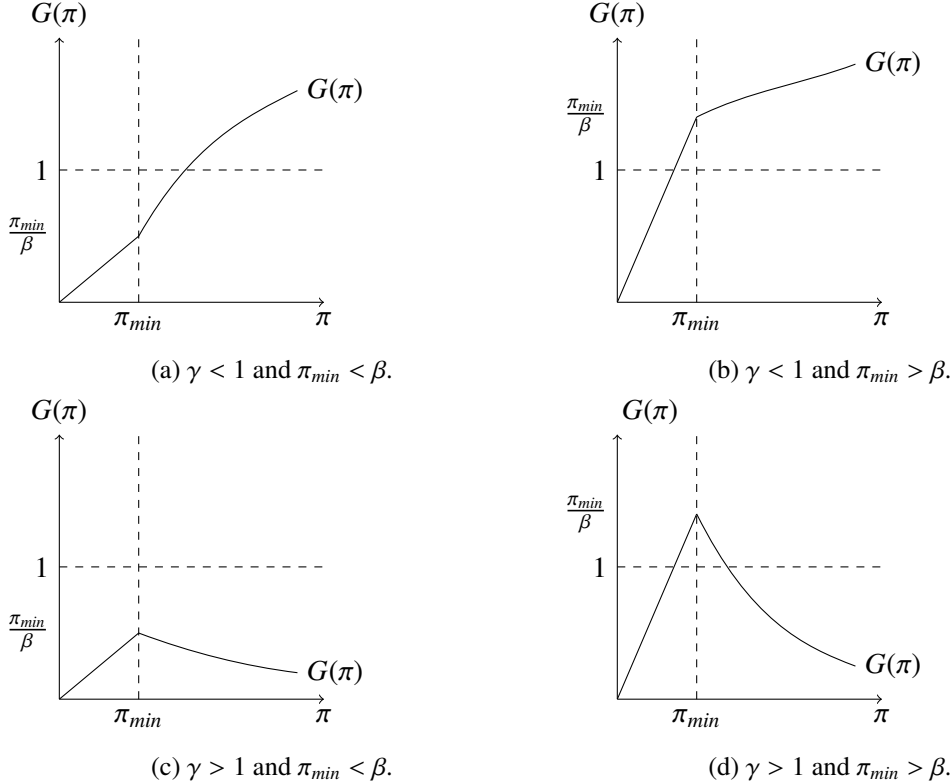 G(π)
G(π)
π_min/β
1
π_min
π
(a) γ < 1 and π_min < β.
G(π)
G(π)
π_min/β
1
π_min
π
(b) γ < 1 and π_min > β.
G(π)
G(π)
π_min/β
1
π_min
π
(c) γ > 1 and π_min < β.
G(π)
G(π)
π_min/β
1
π_min
π
(d) γ > 1 and π_min > β.